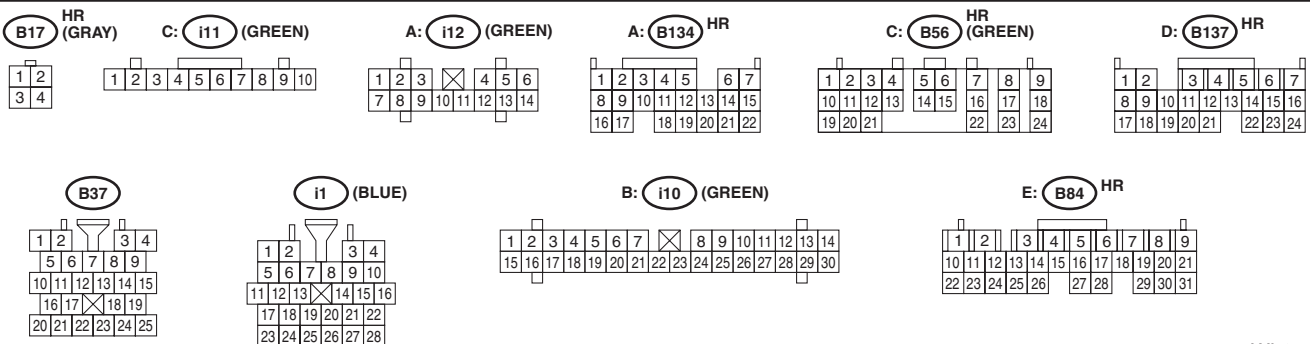 B17 HR (GRAY)
C: i11 (GREEN)
A: i12 (GREEN)
A: B134 HR
C: B56 HR (GREEN)
D: B137 HR
1 2
3 4
1 2 3 4 5 6 7 8 9 10
1 2 3 4 5 6
7 8 9 10 11 12 13 14
1 2 3 4 5 6 7
8 9 10 11 12 13 14 15
16 17 18 19 20 21 22
1 2 3 4 5 6 7 8 9
10 11 12 13 14 15 16 17 18
19 20 21 22 23 24
1 2 3 4 5 6 7
8 9 10 11 12 13 14 15 16
17 18 19 20 21 22 23 24
B37
i1 (BLUE)
B: i10 (GREEN)
E: B84 HR
1 2 3 4
5 6 7 8 9
10 11 12 13 14 15
16 17 18 19
20 21 22 23 24 25
1 2 3 4
5 6 7 8 9 10
11 12 13 14 15 16
17 18 19 20 21 22
23 24 25 26 27 28
1 2 3 4 5 6 7 8 9 10 11 12 13 14
15 16 17 18 19 20 21 22 23 24 25 26 27 28 29 30
1 2 3 4 5 6 7 8 9
10 11 12 13 14 15 16 17 18 19 20 21
22 23 24 25 26 27 28 29 30 31